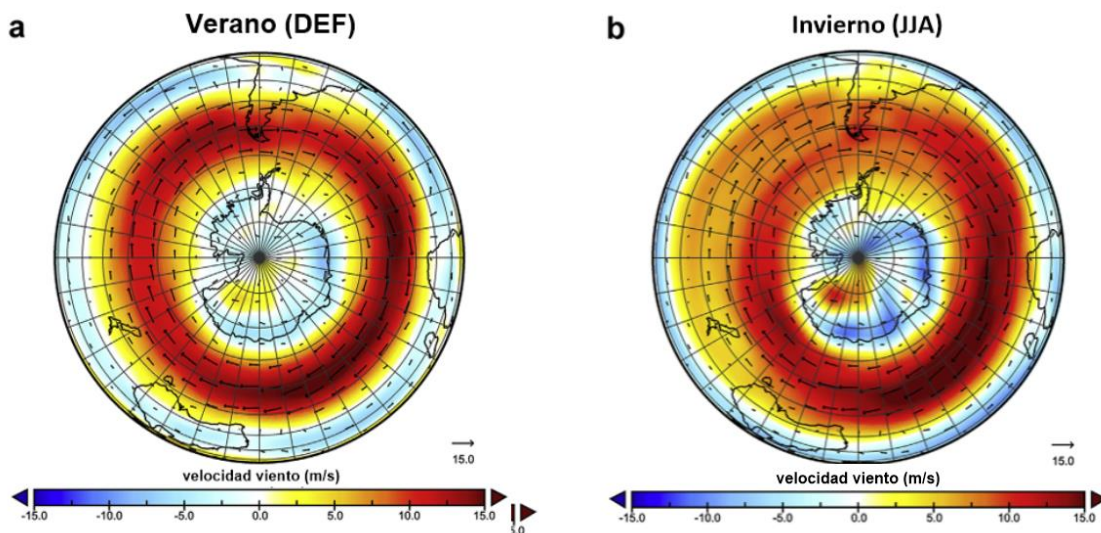 a
Verano (DEF)
15.0
velocidad viento (m/s)
-15.0 -10.0 -5.0 0.0 5.0 10.0 15.0
5.0
b
Invierno (JJA)
15.0
velocidad viento (m/s)
-15.0 -10.0 -5.0 0.0 5.0 10.0 15.0